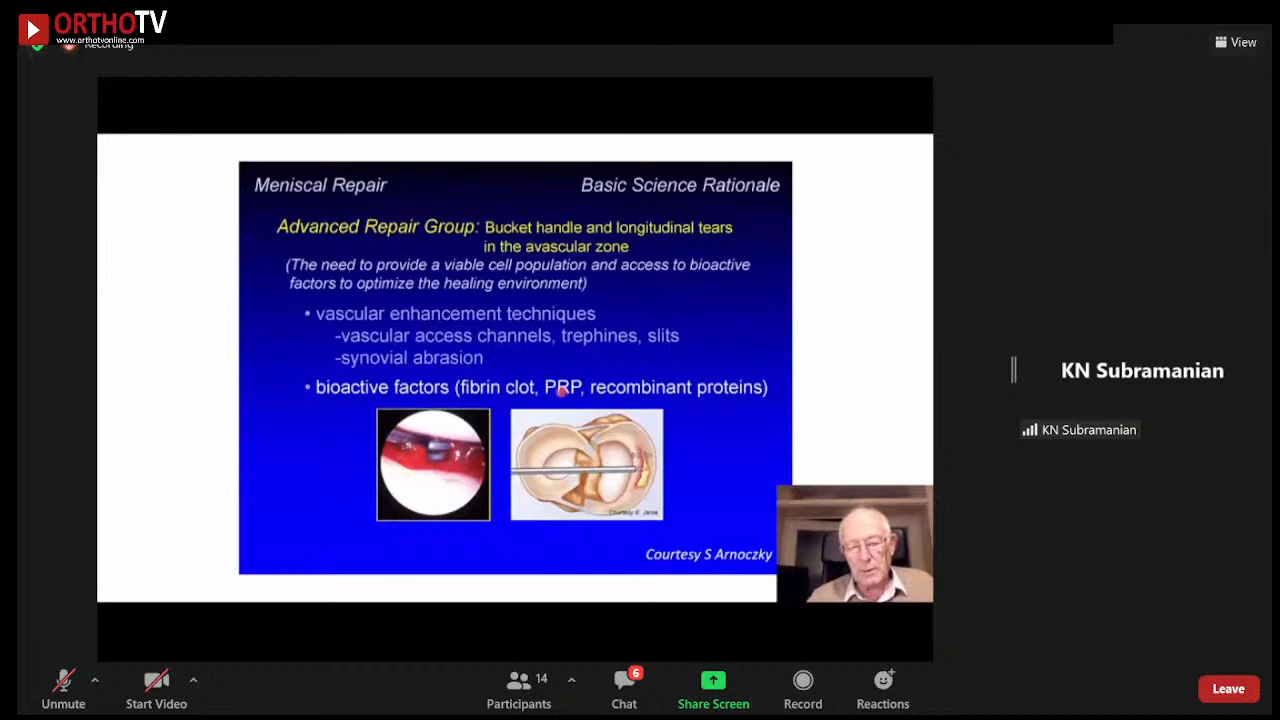 ORTHOTV
www.orthotvonline.com
Recording
View
Meniscal Repair
Basic Science Rationale
Advanced Repair Group: Bucket handle and longitudinal tears
in the avascular zone
(The need to provide a viable cell population and access to bioactive
factors to optimize the healing environment)
• vascular enhancement techniques
-vascular access channels, trephines, slits
-synovial abrasion
• bioactive factors (fibrin clot, PRP, recombinant proteins)
Courtesy S Arnoczky
KN Subramanian
KN Subramanian
Unmute
Start Video
14
Participants
6
Chat
Share Screen
Record
Reactions
Leave